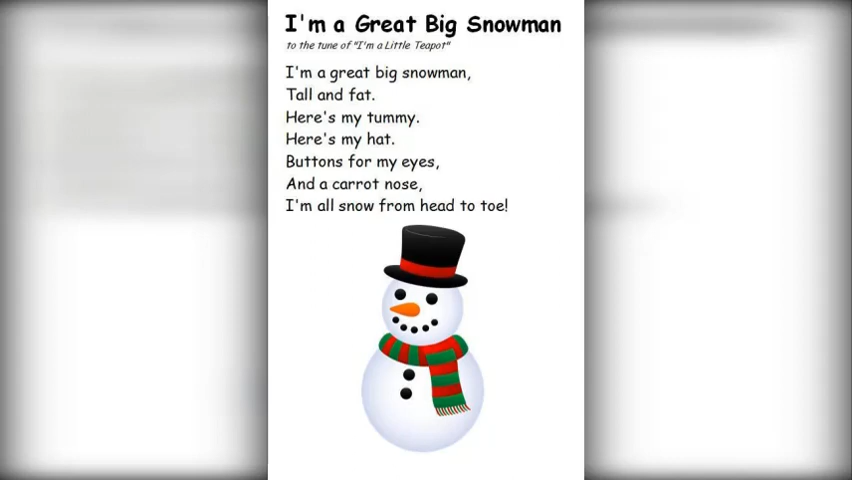 I'm a Great Big Snowman
to the tune of "I'm a Little Teapot"
I'm a great big snowman,
Tall and fat.
Here's my tummy.
Here's my hat.
Buttons for my eyes,
And a carrot nose,
I'm all snow from head to toe!